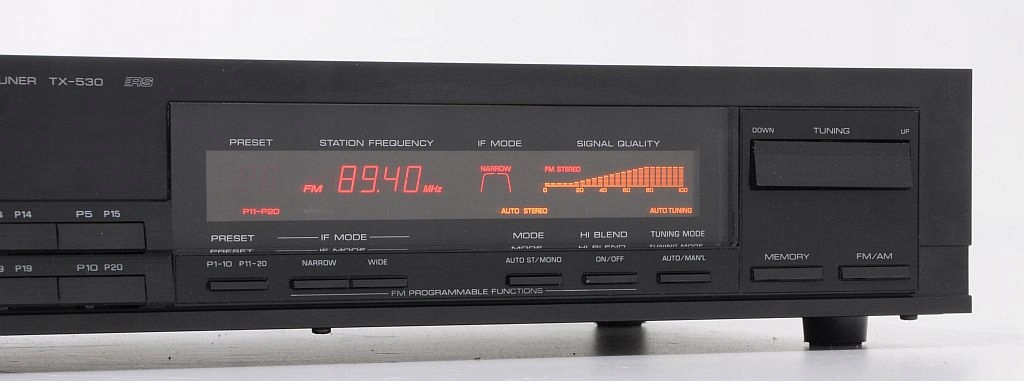 TX-530 RS
PRESET STATION FREQUENCY IF MODE SIGNAL QUALITY
DOWN TUNING UP
NARROW FM STEREO
FM 89.40 MHz
0 20 40 60 80 100
P11-P20 MEMORY AUTO STEREO AUTO TUNING
P14 P5 P15
PRESET IF MODE MODE HI BLEND TUNING MODE
P1-10 P11-20 NARROW WIDE AUTO ST/MONO ON/OFF AUTO/MAN'L
MEMORY FM/AM
P19 P10 P20
FM PROGRAMMABLE FUNCTIONS